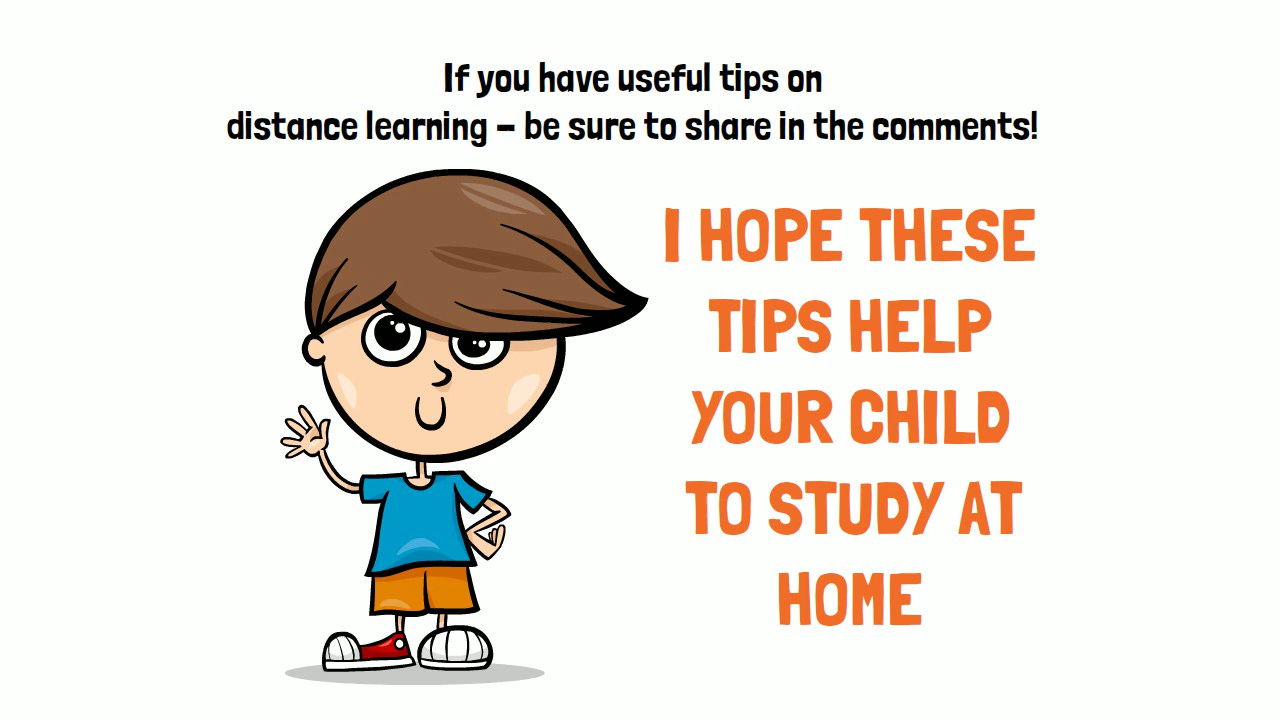 If you have useful tips on
distance learning – be sure to share in the comments!
I HOPE THESE
TIPS HELP
YOUR CHILD
TO STUDY AT
HOME